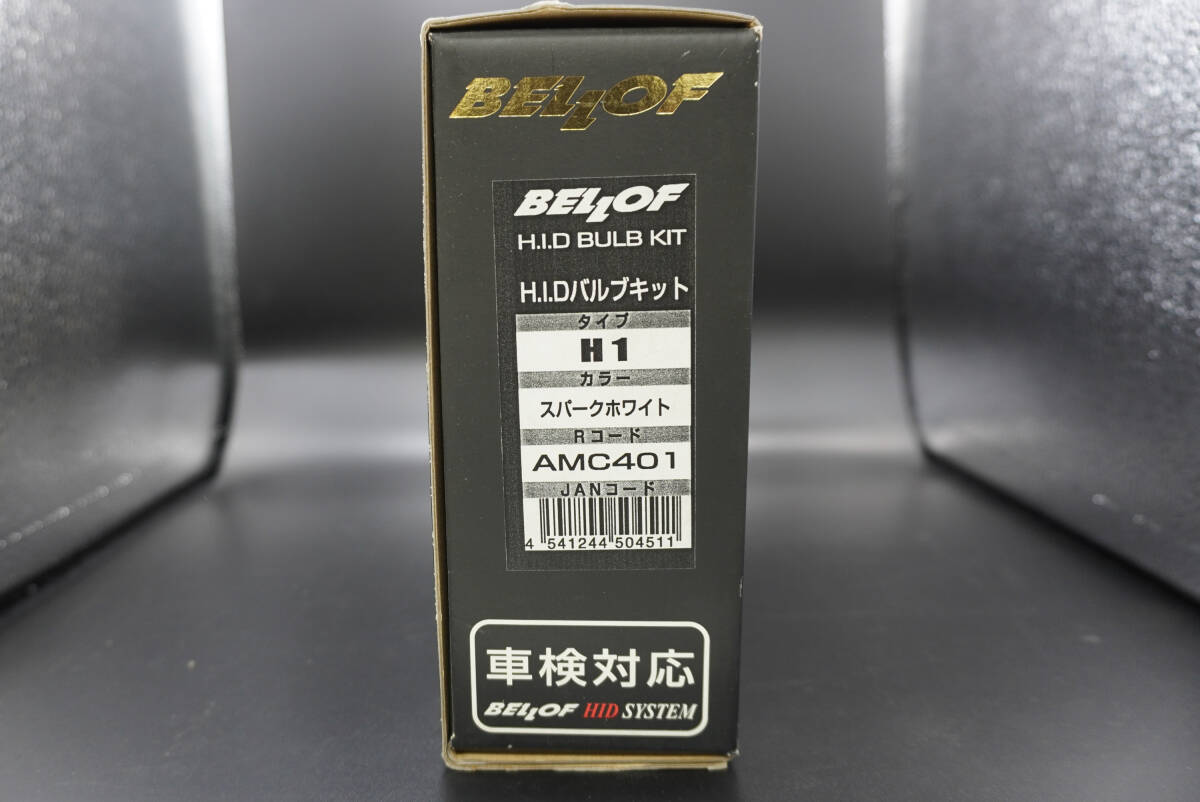 BELLOF
BELLOF
H.I.D BULB KIT
H.I.Dバルブキット
タイプ
H1
カラー
スパークホワイト
Rコード
AMC401
JANコード
4 541244 504511
車検対応
BELLOF HID SYSTEM